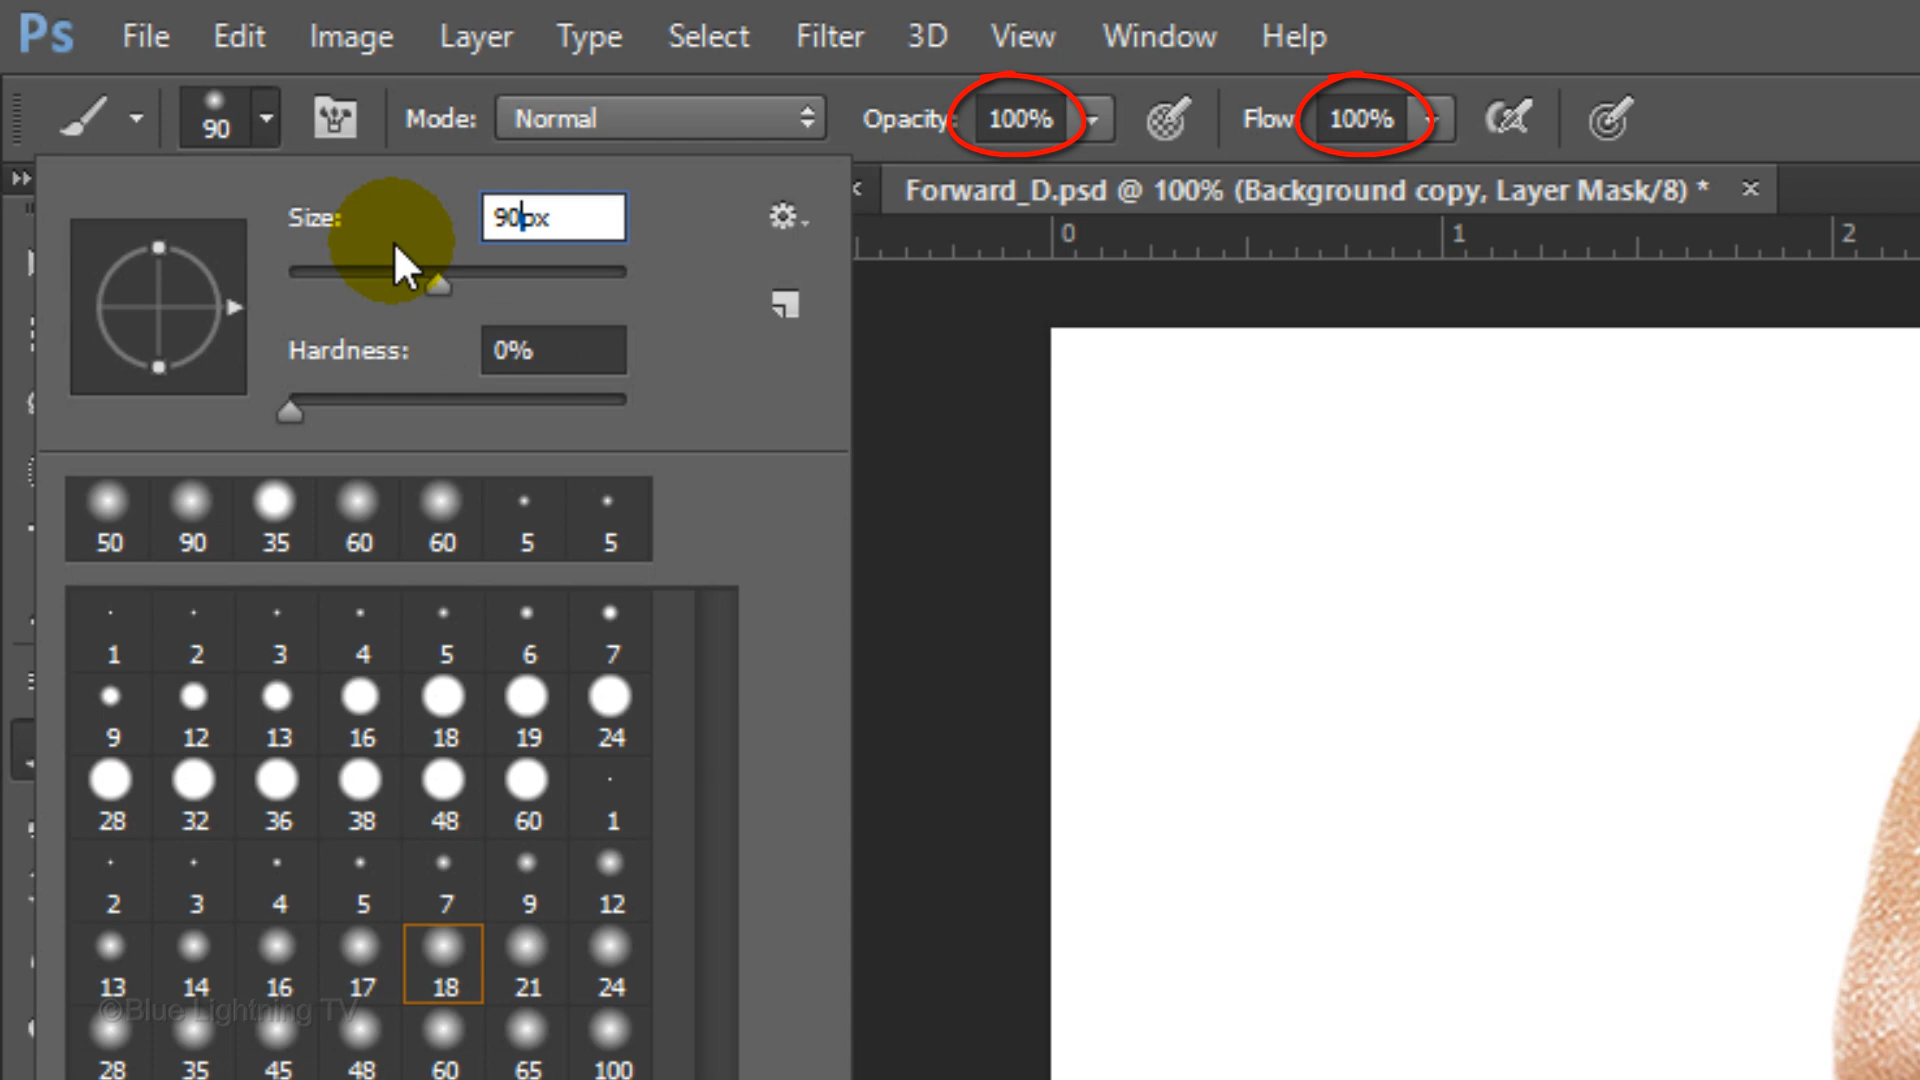 Ps File Edit Image Layer Type Select Filter 3D View Window Help
90 Mode: Normal Opacity: 100% Flow 100%
Forward_D.psd @ 100% (Background copy, Layer Mask/8) *
Size: 90px
0 1 2
Hardness: 0%
50 90 35 60 60 5 5
1 2 3 4 5 6 7
9 12 13 16 18 19 24
28 32 36 38 48 60 1
2 3 4 5 7 9 12
13 14 16 17 18 21 24
©Blue Lightning TV
28 35 45 48 60 65 100